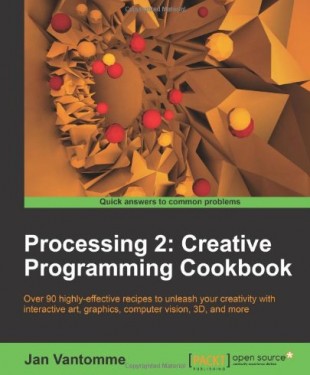 Quick answers to common problems
Processing 2: Creative
Programming Cookbook
Over 90 highly-effective recipes to unleash your creativity with
interactive art, graphics, computer vision, 3D, and more
Jan Vantomme
[PACKT] open source
PUBLISHING